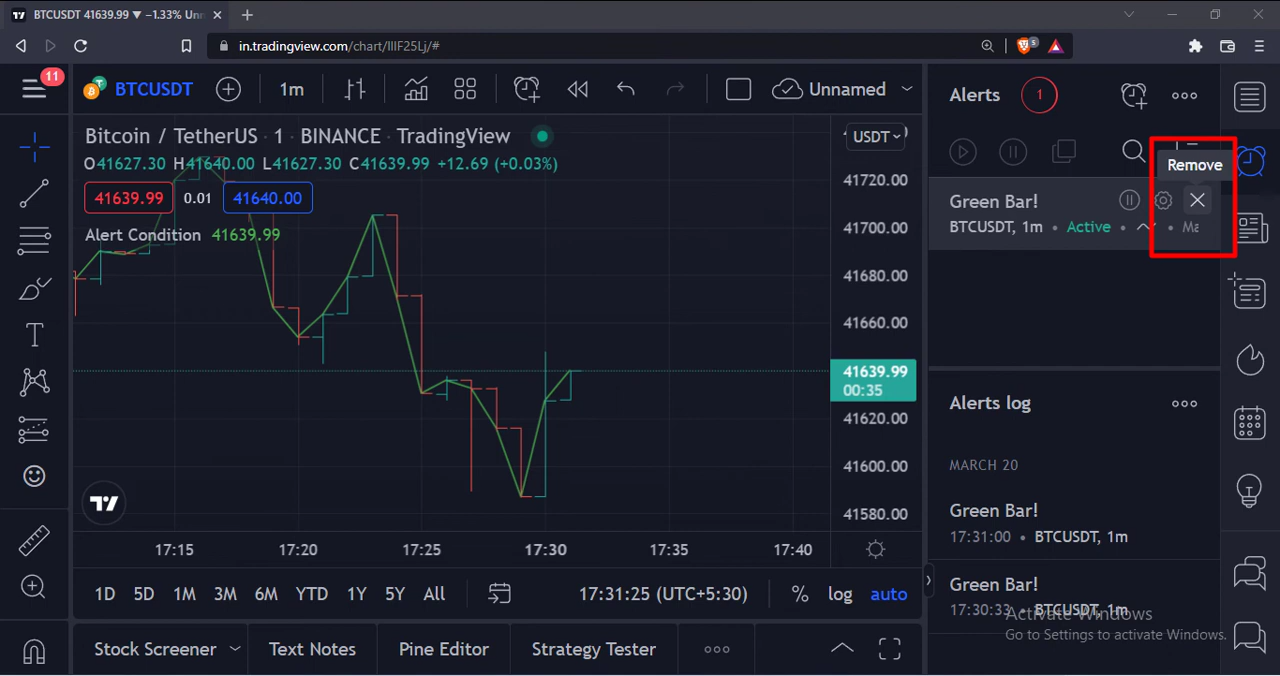 BTCUSDT 41639.99 ▼ −1.33% Unn
in.tradingview.com/chart/IIIF25Lj/#
5
11
BTCUSDT
1m
Unnamed
Bitcoin / TetherUS · 1 · BINANCE · TradingView
O41627.30 H41640.00 L41627.30 C41639.99 +12.69 (+0.03%)
41639.99 0.01 41640.00
Alert Condition 41639.99
USDT
41720.00
41700.00
41680.00
41660.00
41639.99
00:35
41620.00
41600.00
41580.00
17:15 17:20 17:25 17:30 17:35 17:40
1D 5D 1M 3M 6M YTD 1Y 5Y All
17:31:25 (UTC+5:30)
% log auto
Stock Screener
Text Notes
Pine Editor
Strategy Tester
Alerts
1
Remove
Green Bar!
BTCUSDT, 1m • Active • • Ma
Alerts log
MARCH 20
Green Bar!
17:31:00 • BTCUSDT, 1m
Green Bar!
17:30:33 • BTCUSDT, 1m
Activate Windows
Go to Settings to activate Windows.